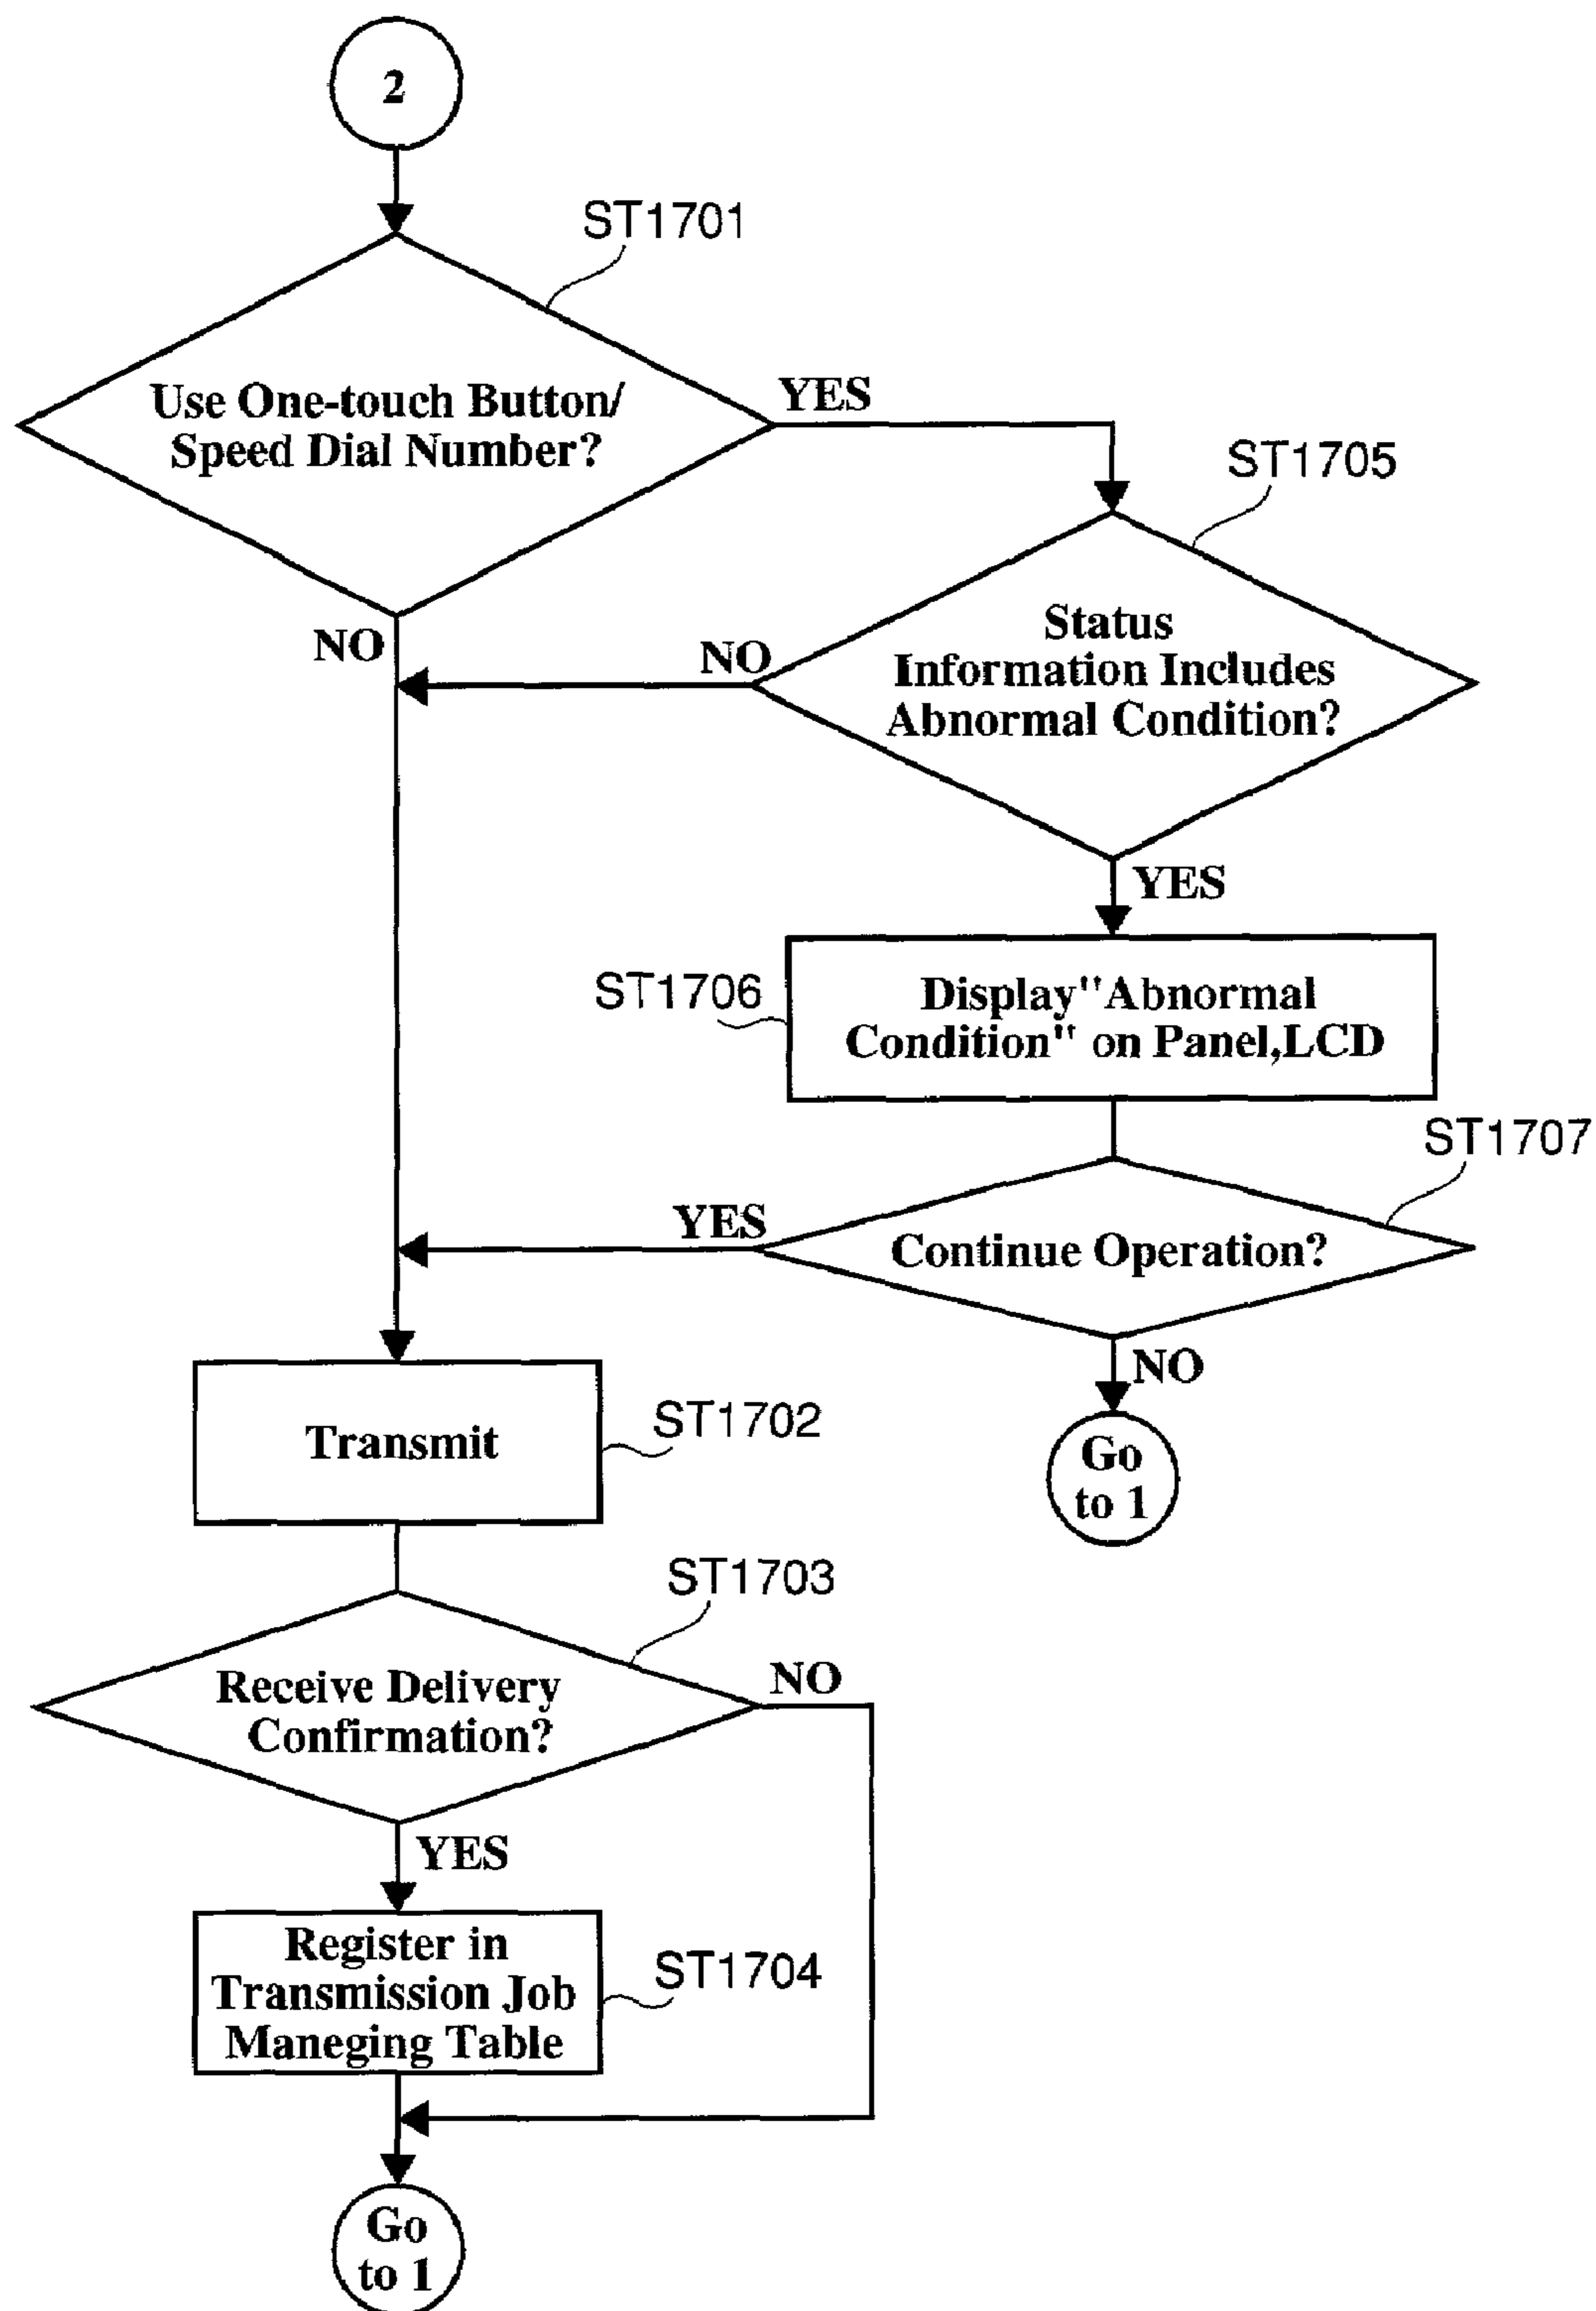 2
ST1701
Use One-touch Button/
Speed Dial Number?
YES
NO
ST1705
Status
Information Includes
Abnormal Condition?
NO
YES
ST1706
Display"Abnormal
Condition" on Panel,LCD
ST1707
Continue Operation?
YES
NO
Go
to 1
Transmit
ST1702
ST1703
Receive Delivery
Confirmation?
NO
YES
Register in
Transmission Job
Maneging Table
ST1704
Go
to 1